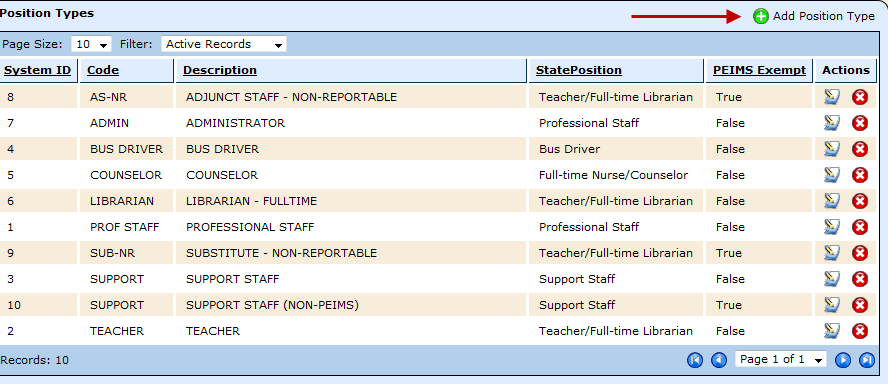 Position Types Add Position Type
Page Size: 10 Filter: Active Records
System ID Code Description StatePosition PEIMS Exempt Actions
8 AS-NR ADJUNCT STAFF - NON-REPORTABLE Teacher/Full-time Librarian True
7 ADMIN ADMINISTRATOR Professional Staff False
4 BUS DRIVER BUS DRIVER Bus Driver False
5 COUNSELOR COUNSELOR Full-time Nurse/Counselor False
6 LIBRARIAN LIBRARIAN - FULLTIME Teacher/Full-time Librarian False
1 PROF STAFF PROFESSIONAL STAFF Professional Staff False
9 SUB-NR SUBSTITUTE - NON-REPORTABLE Teacher/Full-time Librarian True
3 SUPPORT SUPPORT STAFF Support Staff False
10 SUPPORT SUPPORT STAFF (NON-PEIMS) Support Staff True
2 TEACHER TEACHER Teacher/Full-time Librarian False
Records: 10 Page 1 of 1